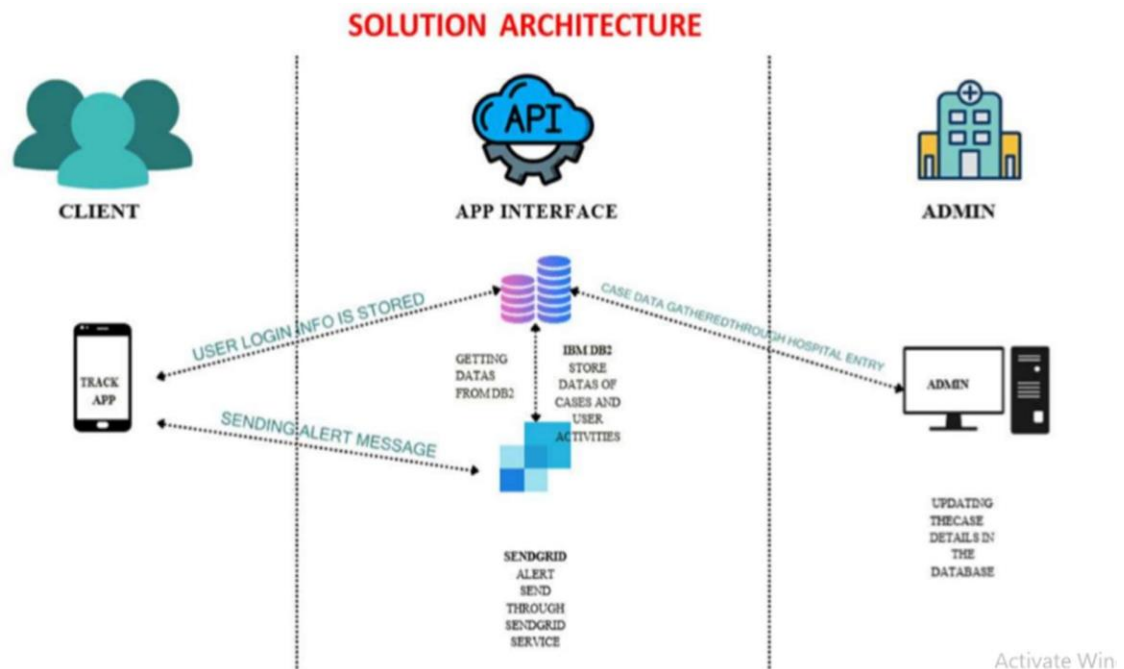 SOLUTION ARCHITECTURE
API
CLIENT
APP INTERFACE
ADMIN
USER LOGIN INFO IS STORED
CASE DATA GATHEREDTHROUGH HOSPITAL ENTRY
TRACK
APP
GETTING
DATAS
FROM DB2
IBM DB2
STORE
DATAS OF
CASES AND
USER
ACTIVITIES
ADMIN
SENDING ALERT MESSAGE
SENDGRID
ALERT
SEND
THROUGH
SENDGRID
SERVICE
UPDATING
THECASE
DETAILS IN
THE
DATABASE
Activate Win